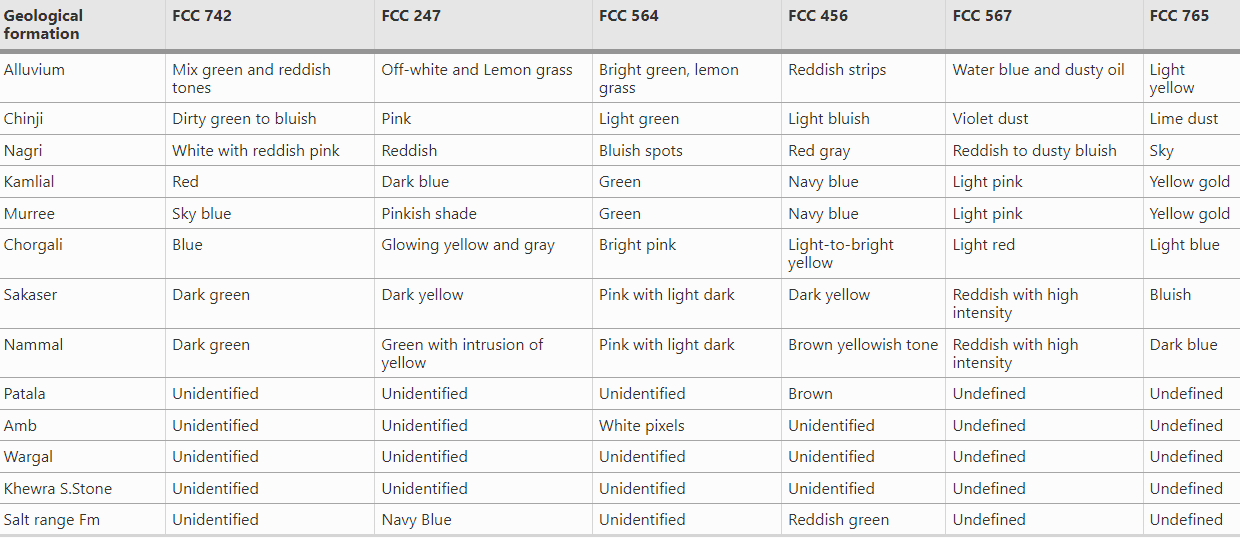 Geological formation FCC 742 FCC 247 FCC 564 FCC 456 FCC 567 FCC 765
Alluvium Mix green and reddish tones Off-white and Lemon grass Bright green, lemon grass Reddish strips Water blue and dusty oil Light yellow
Chinji Dirty green to bluish Pink Light green Light bluish Violet dust Lime dust
Nagri White with reddish pink Reddish Bluish spots Red gray Reddish to dusty bluish Sky
Kamlial Red Dark blue Green Navy blue Light pink Yellow gold
Murree Sky blue Pinkish shade Green Navy blue Light pink Yellow gold
Chorgali Blue Glowing yellow and gray Bright pink Light-to-bright yellow Light red Light blue
Sakaser Dark green Dark yellow Pink with light dark Dark yellow Reddish with high intensity Bluish
Nammal Dark green Green with intrusion of yellow Pink with light dark Brown yellowish tone Reddish with high intensity Dark blue
Patala Unidentified Unidentified Unidentified Brown Undefined Undefined
Amb Unidentified Unidentified White pixels Unidentified Undefined Undefined
Wargal Unidentified Unidentified Unidentified Unidentified Undefined Undefined
Khewra S.Stone Unidentified Unidentified Unidentified Unidentified Undefined Undefined
Salt range Fm Unidentified Navy Blue Unidentified Reddish green Undefined Undefined